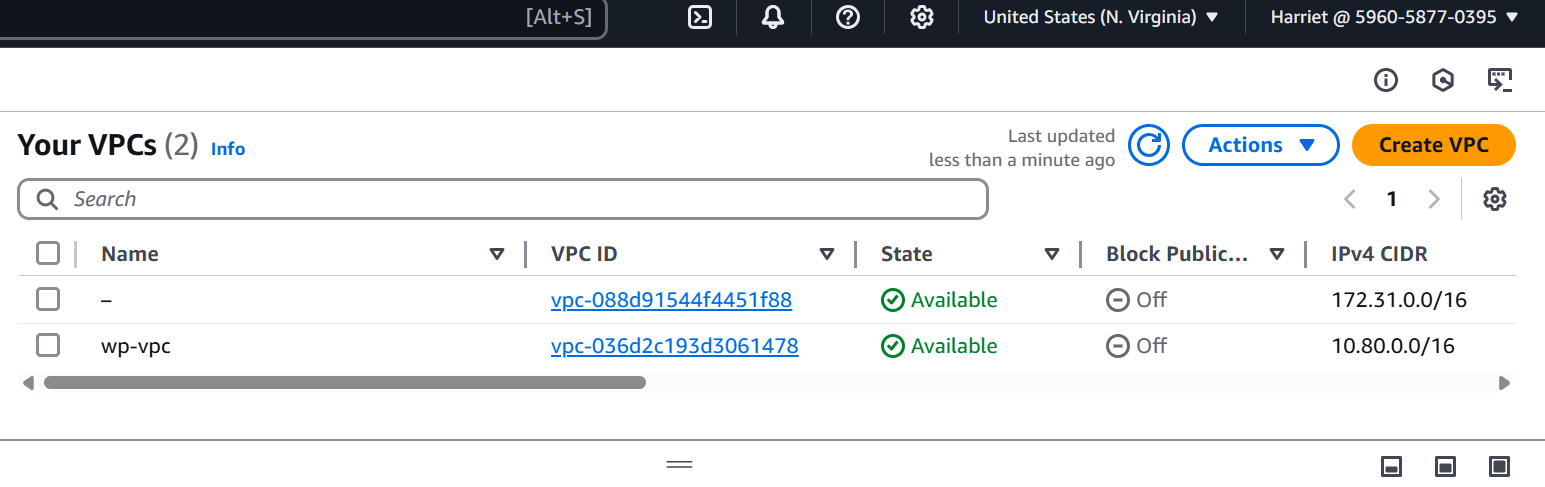 [Alt+S] United States (N. Virginia) ▼ Harriet @ 5960-5877-0395 ▼
Your VPCs (2) Info
Last updated
less than a minute ago
Actions ▼
Create VPC
Search
1
Name VPC ID State Block Public... IPv4 CIDR
– vpc-088d91544f4451f88 Available Off 172.31.0.0/16
wp-vpc vpc-036d2c193d3061478 Available Off 10.80.0.0/16